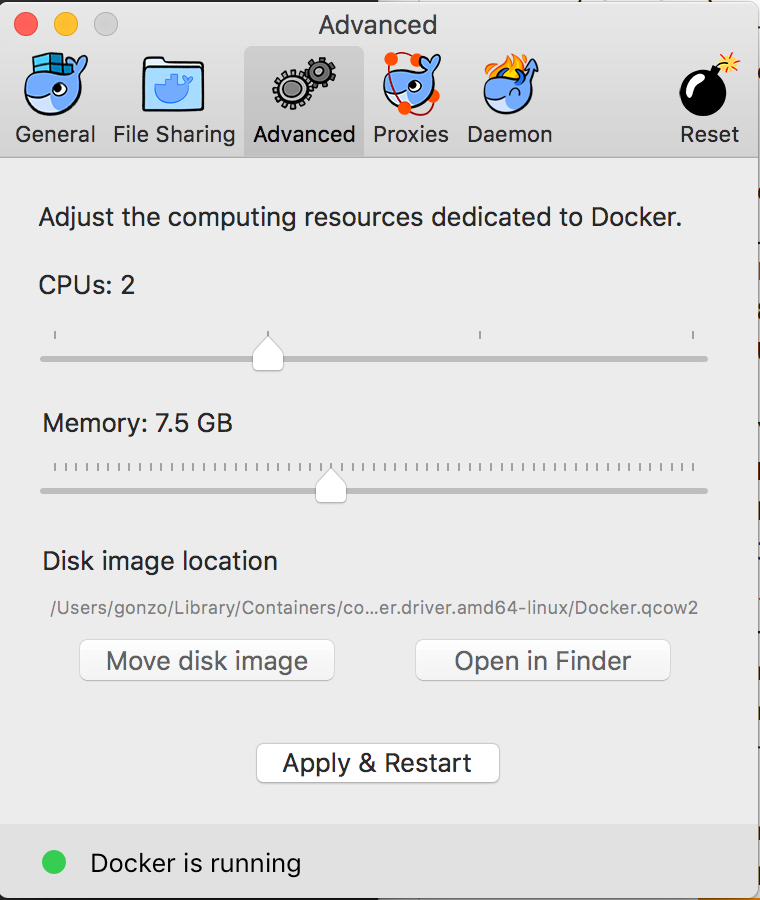 Advanced
General File Sharing Advanced Proxies Daemon Reset
Adjust the computing resources dedicated to Docker.
CPUs: 2
Memory: 7.5 GB
Disk image location
/Users/gonzo/Library/Containers/co...er.driver.amd64-linux/Docker.qcow2
Move disk image Open in Finder
Apply & Restart
Docker is running